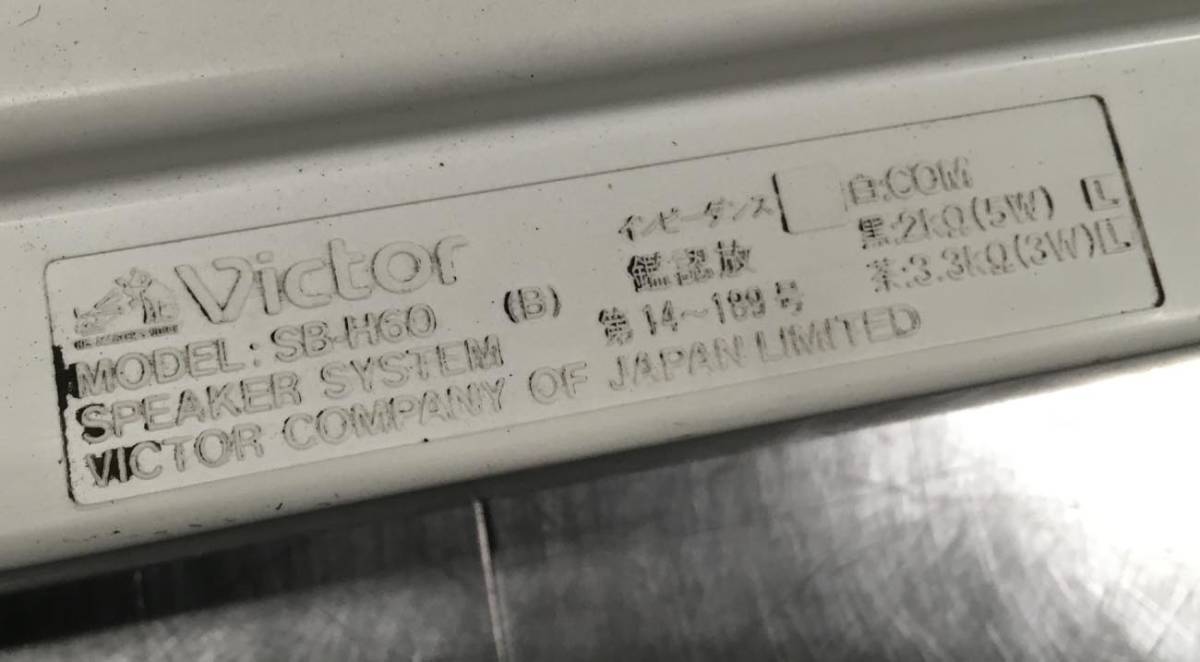 Victor
MODEL: SB-H60 (B)
SPEAKER SYSTEM
VICTOR COMPANY OF JAPAN LIMITED
インピーダンス
鑑認放
第14~189号
白:COM
黒:2kΩ(5W) L
茶:3.3kΩ(3W) L